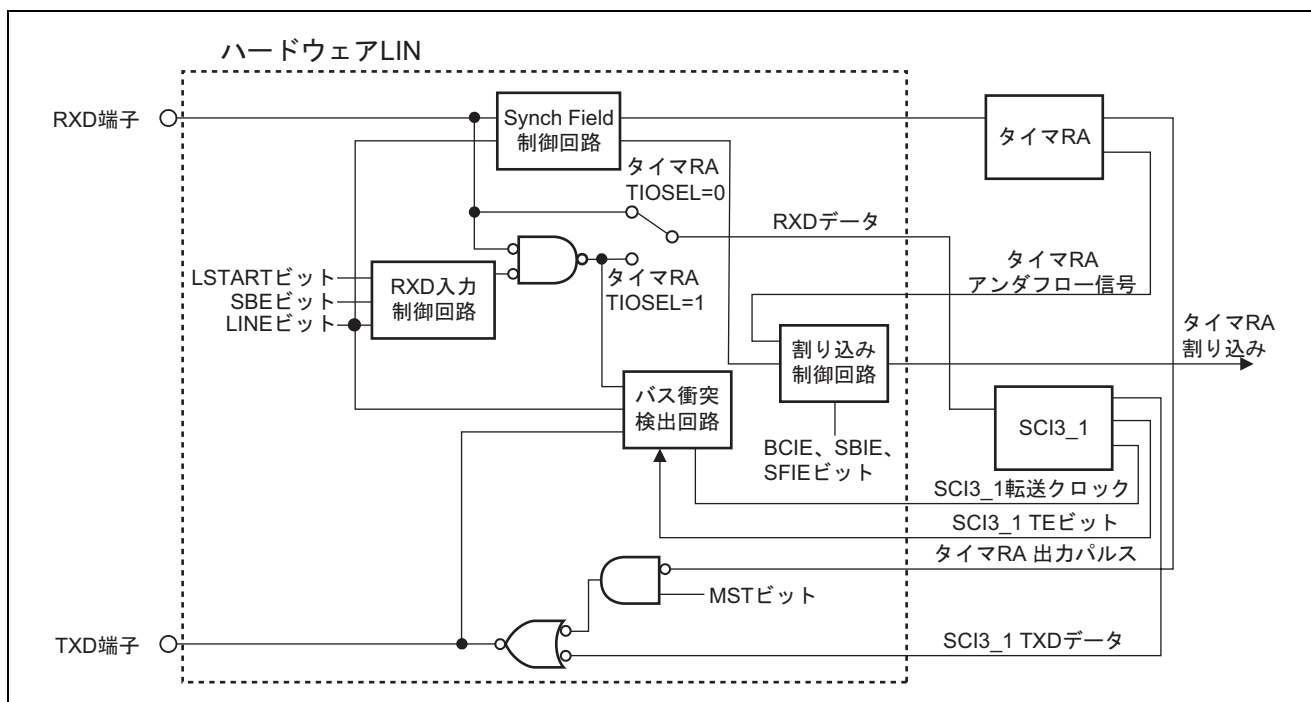 ハードウェアLIN
RXD端子
Synch Field
制御回路
タイマRA
タイマRA
TIOSEL=0
RXDデータ
タイマRA
アンダフロー信号
LSTARTビット
SBEビット
LINEビット
RXD入力
制御回路
タイマRA
TIOSEL=1
割り込み
制御回路
タイマRA
割り込み
バス衝突
検出回路
BCIE、SBIE、
SFIEビット
SCI3_1
SCI3_1転送クロック
SCI3_1 TEビット
タイマRA 出力パルス
MSTビット
TXD端子
SCI3_1 TXDデータ